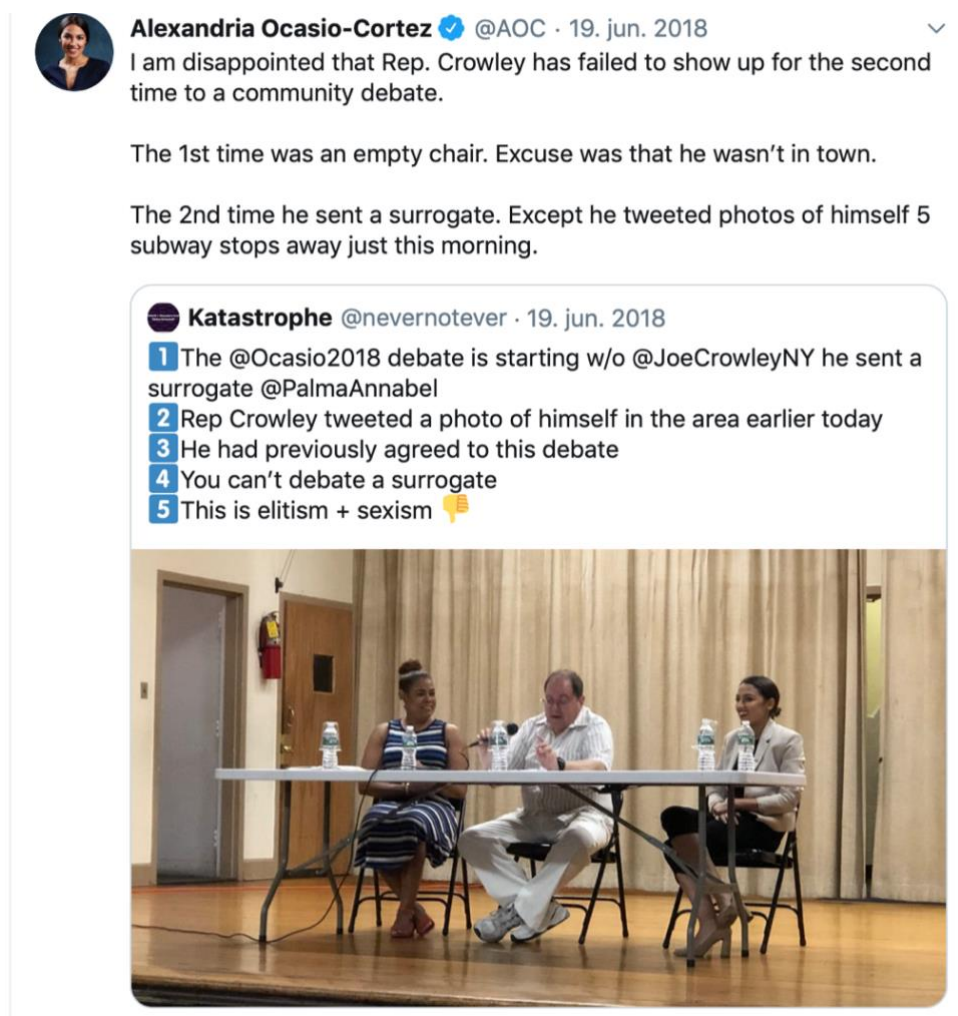 Alexandria Ocasio-Cortez @AOC · 19. jun. 2018
I am disappointed that Rep. Crowley has failed to show up for the second
time to a community debate.
The 1st time was an empty chair. Excuse was that he wasn't in town.
The 2nd time he sent a surrogate. Except he tweeted photos of himself 5
subway stops away just this morning.
Katastrophe @nevernotever · 19. jun. 2018
1 The @Ocasio2018 debate is starting w/o @JoeCrowleyNY he sent a
surrogate @PalmaAnnabel
2 Rep Crowley tweeted a photo of himself in the area earlier today
3 He had previously agreed to this debate
4 You can't debate a surrogate
5 This is elitism + sexism 👎